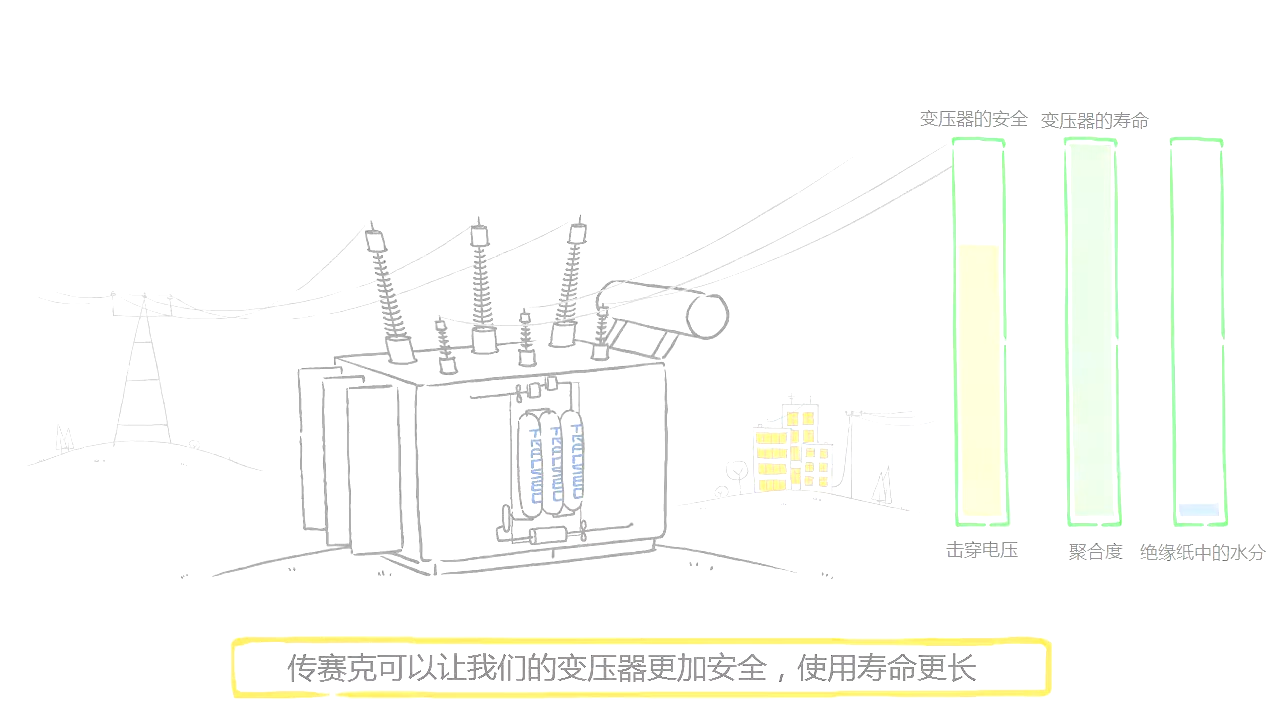 变压器的安全
变压器的寿命
击穿电压
聚合度
绝缘纸中的水分
传赛克可以让我们的变压器更加安全，使用寿命更长